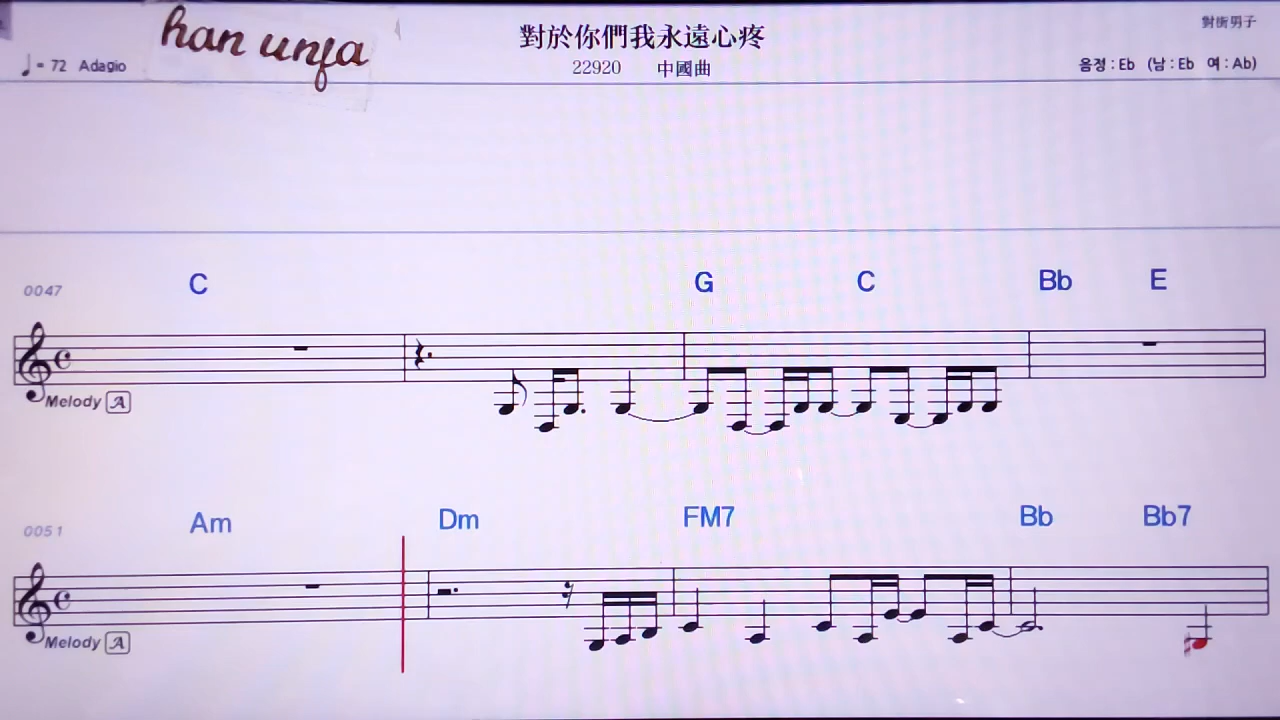 han unfa
對於你們我永遠心疼
對街男子
♩= 72 Adagio
22920 中國曲
음정 : Eb (남 : Eb 여 : Ab)
C G C Bb E
0047
Melody A
Am Dm FM7 Bb Bb7
0051
Melody A